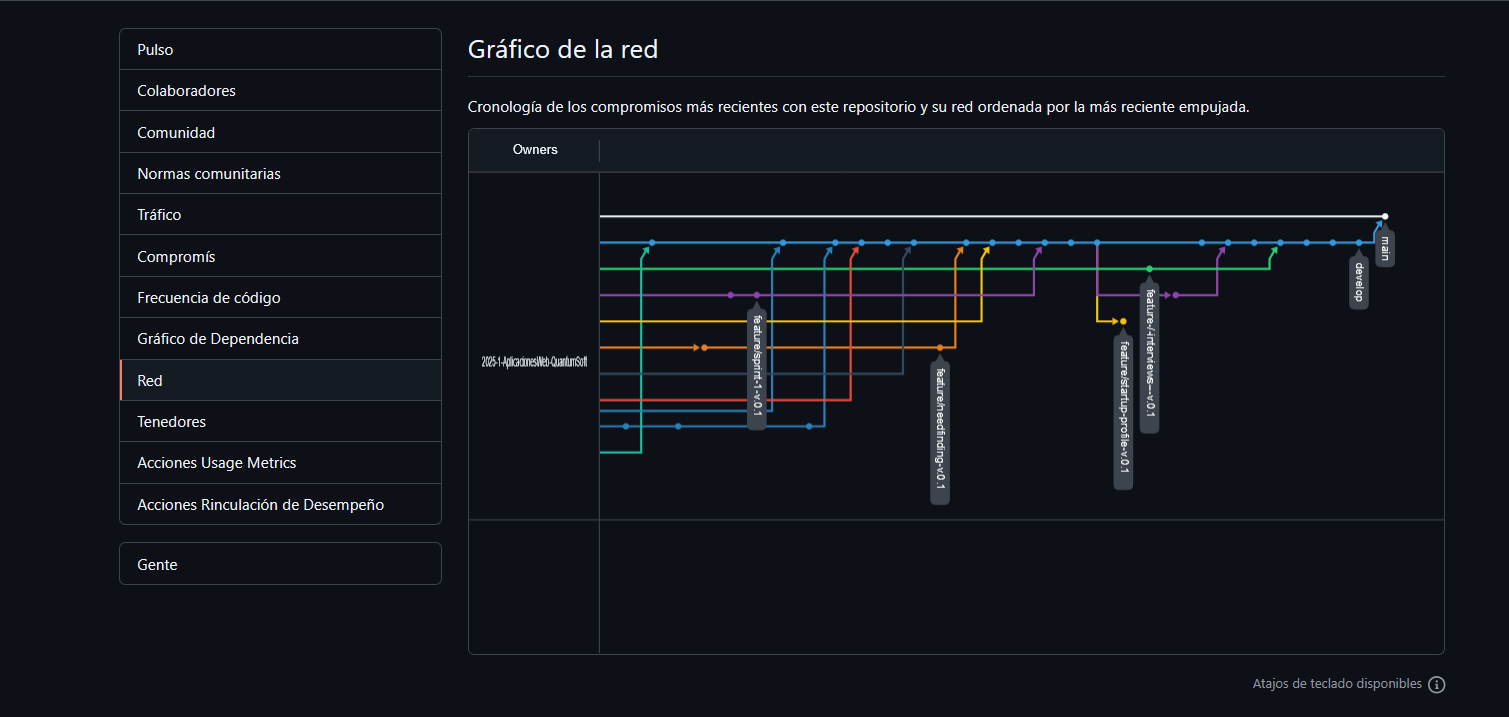 Pulso
Colaboradores
Comunidad
Normas comunitarias
Tráfico
Compromís
Frecuencia de código
Gráfico de Dependencia
Red
Tenedores
Acciones Usage Metrics
Acciones Rinculación de Desempeño
Gente
Gráfico de la red
Cronología de los compromisos más recientes con este repositorio y su red ordenada por la más reciente empujada.
Owners
2025-1-AplicacionesWeb-QuantumSoft
main
develop
feature-/-interviews--v.0.1
feature/sprint-1-v.0.1
feature/startup-profile-v.0.1
feature/needfinding-v.0.1
Atajos de teclado disponibles